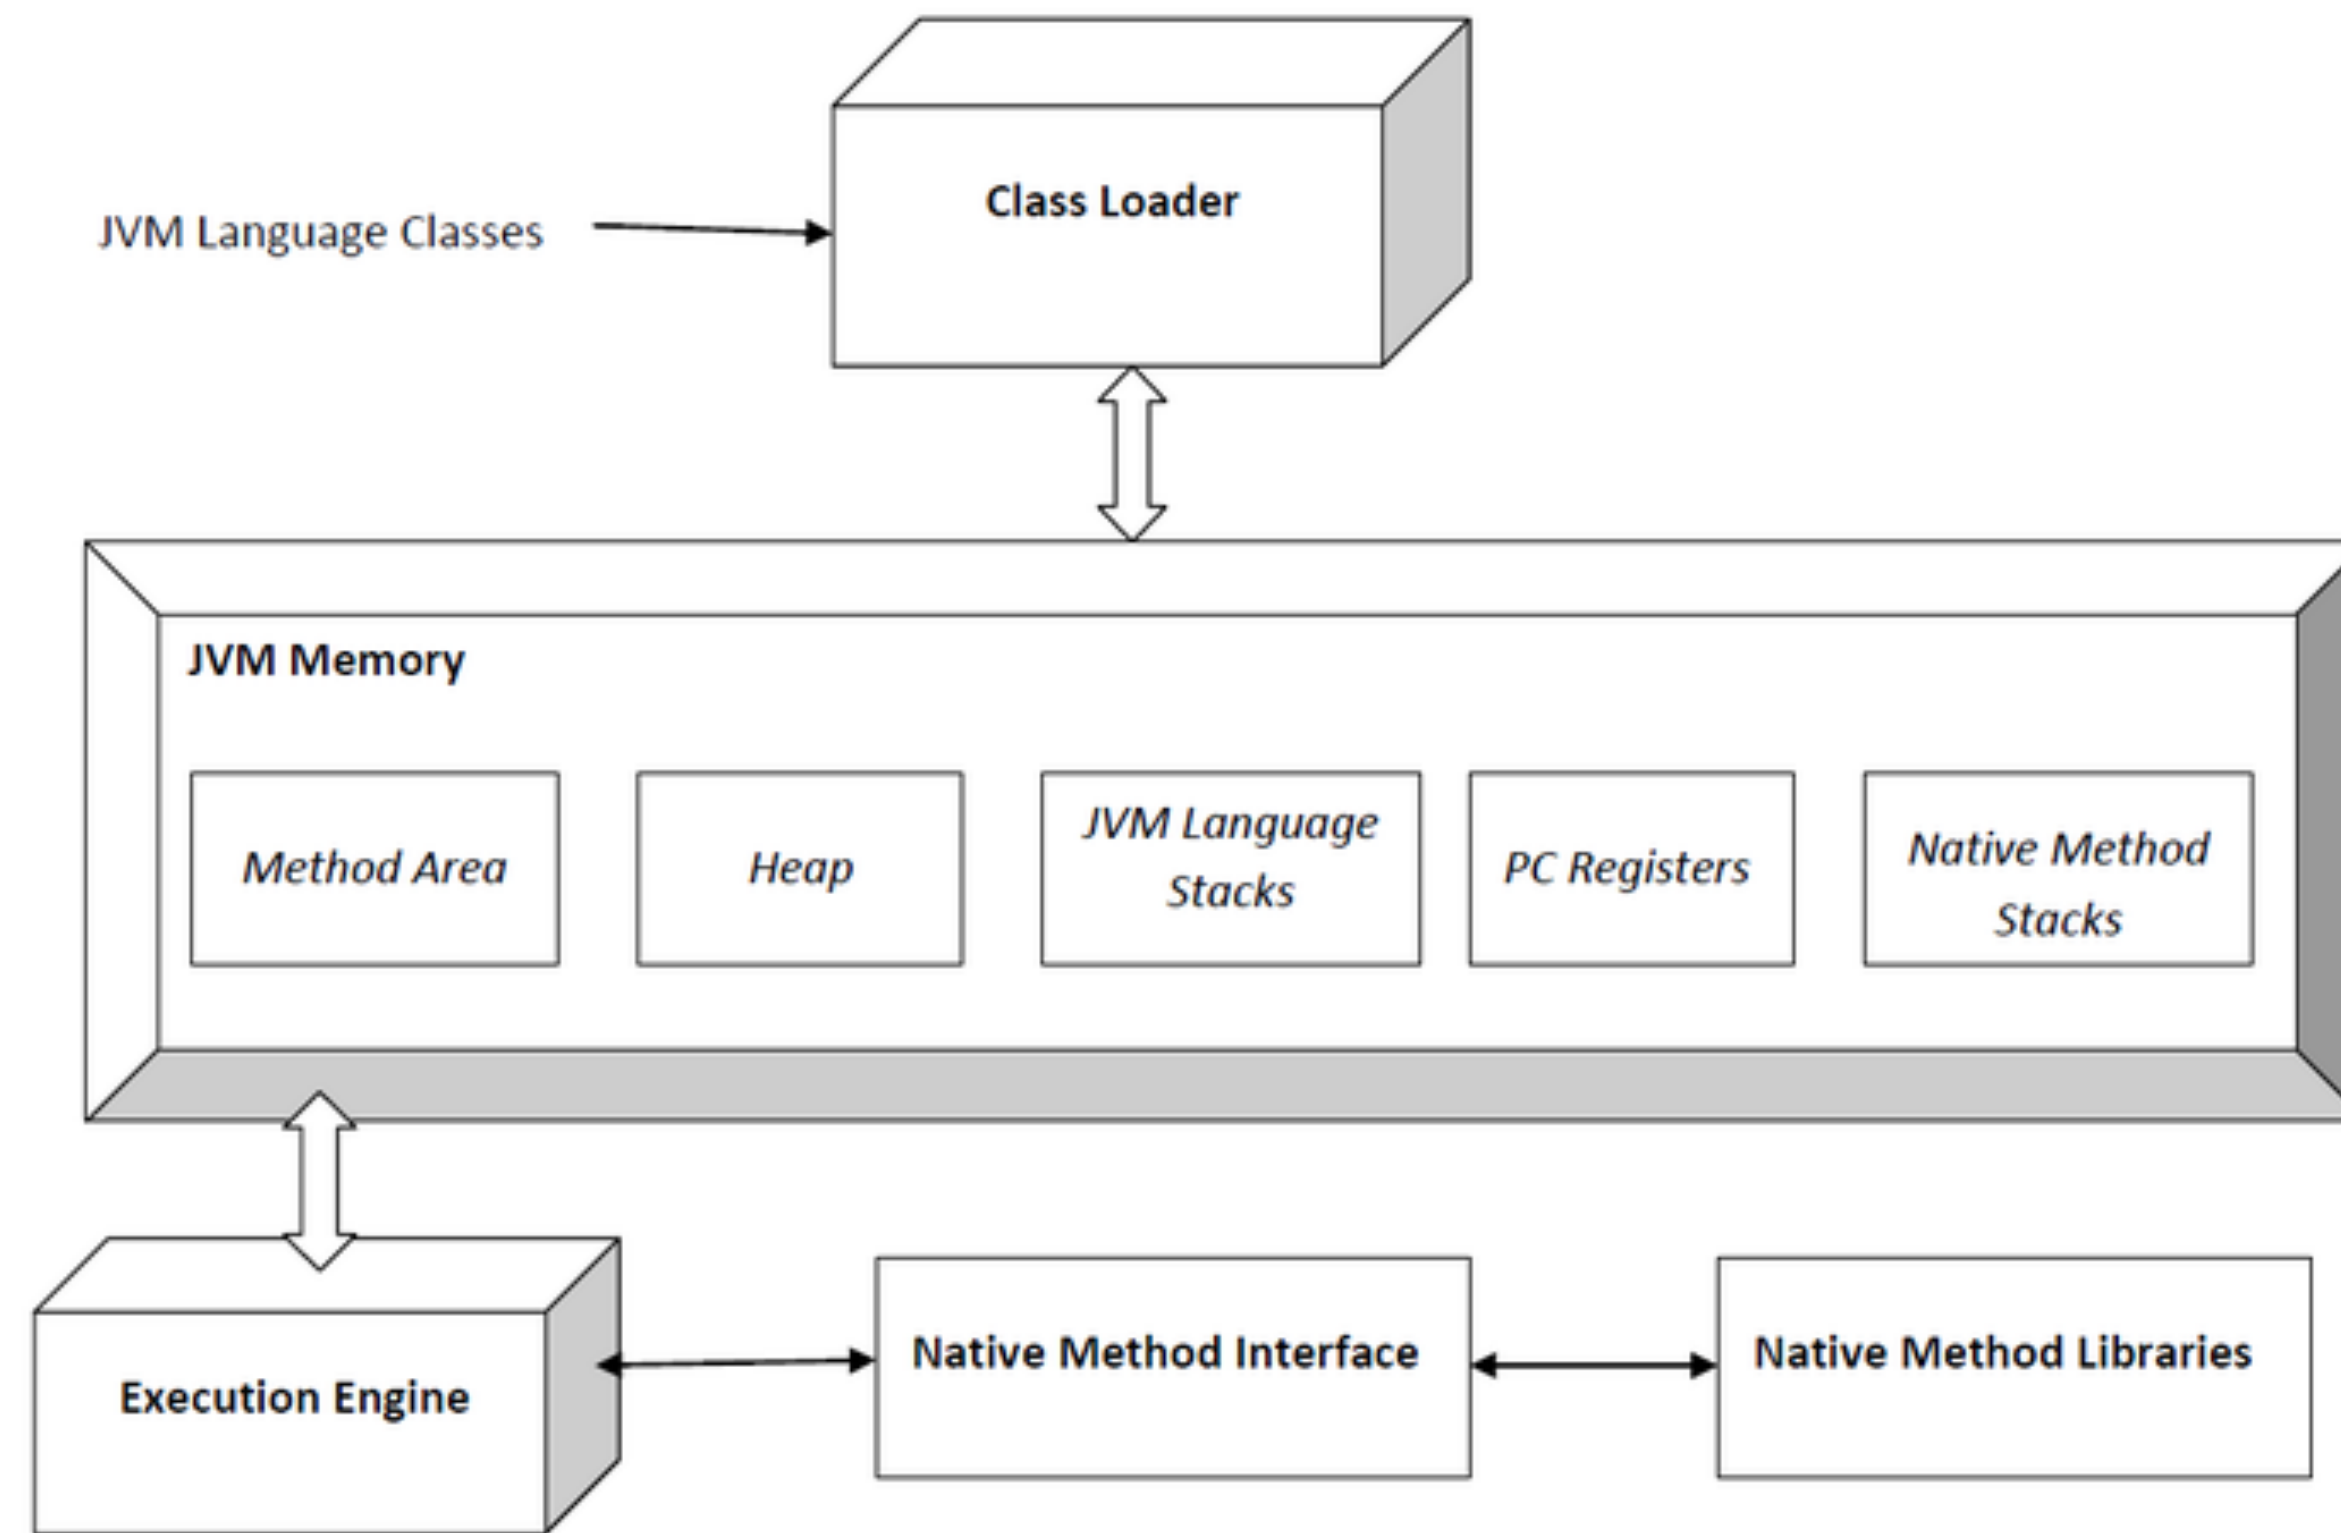 Class Loader
JVM Language Classes
JVM Memory
Method Area
Heap
JVM Language
Stacks
PC Registers
Native Method
Stacks
Execution Engine
Native Method Interface
Native Method Libraries